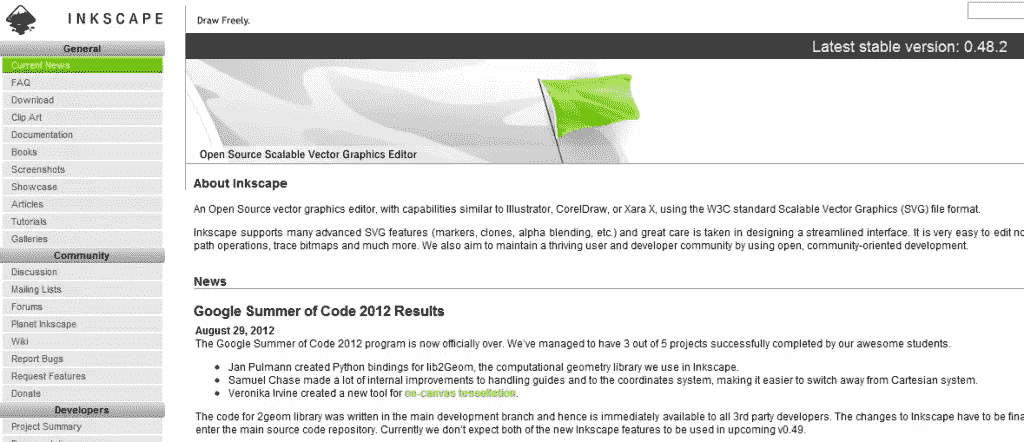 INKSCAPE
Draw Freely.
General
Current News
FAQ
Download
Clip Art
Documentation
Books
Screenshots
Showcase
Articles
Tutorials
Galleries
Community
Discussion
Mailing Lists
Forums
Planet Inkscape
Wiki
Report Bugs
Request Features
Donate
Developers
Project Summary
Latest stable version: 0.48.2
Open Source Scalable Vector Graphics Editor
About Inkscape
An Open Source vector graphics editor, with capabilities similar to Illustrator, CorelDraw, or Xara X, using the W3C standard Scalable Vector Graphics (SVG) file format.
Inkscape supports many advanced SVG features (markers, clones, alpha blending, etc.) and great care is taken in designing a streamlined interface. It is very easy to edit
path operations, trace bitmaps and much more. We also aim to maintain a thriving user and developer community by using open, community-oriented development.
News
Google Summer of Code 2012 Results
August 29, 2012
The Google Summer of Code 2012 program is now officially over. We've managed to have 3 out of 5 projects successfully completed by our awesome students.
Jan Pulmann created Python bindings for lib2Geom, the computational geometry library we use in Inkscape.
Samuel Chase made a lot of internal improvements to handling guides and to the coordinates system, making it easier to switch away from Cartesian system.
Veronika Irvine created a new tool for on-canvas tessellation.
The code for 2geom library was written in the main development branch and hence is immediately available to all 3rd party developers. The changes to Inkscape have to be
enter the main source code repository. Currently we don't expect both of the new Inkscape features to be used in upcoming v0.49.